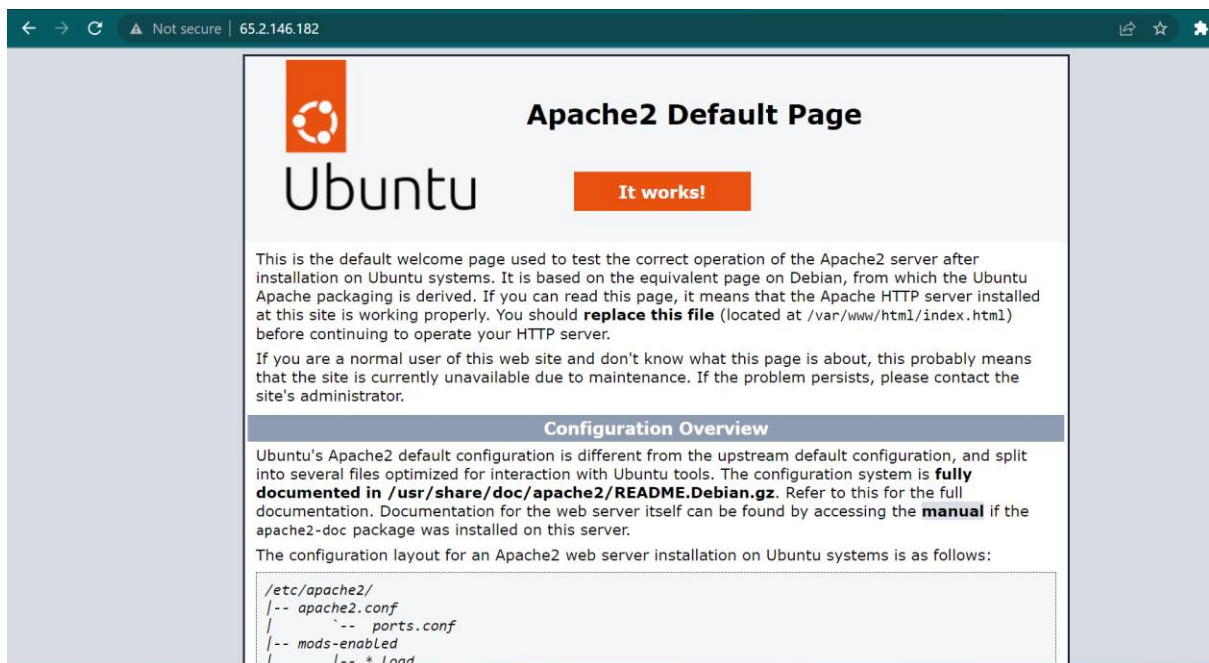 Not secure | 65.2.146.182
Apache2 Default Page
Ubuntu
It works!
This is the default welcome page used to test the correct operation of the Apache2 server after
installation on Ubuntu systems. It is based on the equivalent page on Debian, from which the Ubuntu
Apache packaging is derived. If you can read this page, it means that the Apache HTTP server installed
at this site is working properly. You should replace this file (located at /var/www/html/index.html)
before continuing to operate your HTTP server.
If you are a normal user of this web site and don't know what this page is about, this probably means
that the site is currently unavailable due to maintenance. If the problem persists, please contact the
site's administrator.
Configuration Overview
Ubuntu's Apache2 default configuration is different from the upstream default configuration, and split
into several files optimized for interaction with Ubuntu tools. The configuration system is fully
documented in /usr/share/doc/apache2/README.Debian.gz. Refer to this for the full
documentation. Documentation for the web server itself can be found by accessing the manual if the
apache2-doc package was installed on this server.
The configuration layout for an Apache2 web server installation on Ubuntu systems is as follows:
/etc/apache2/
|-- apache2.conf
|       `--  ports.conf
|-- mods-enabled
|       |-- *.load